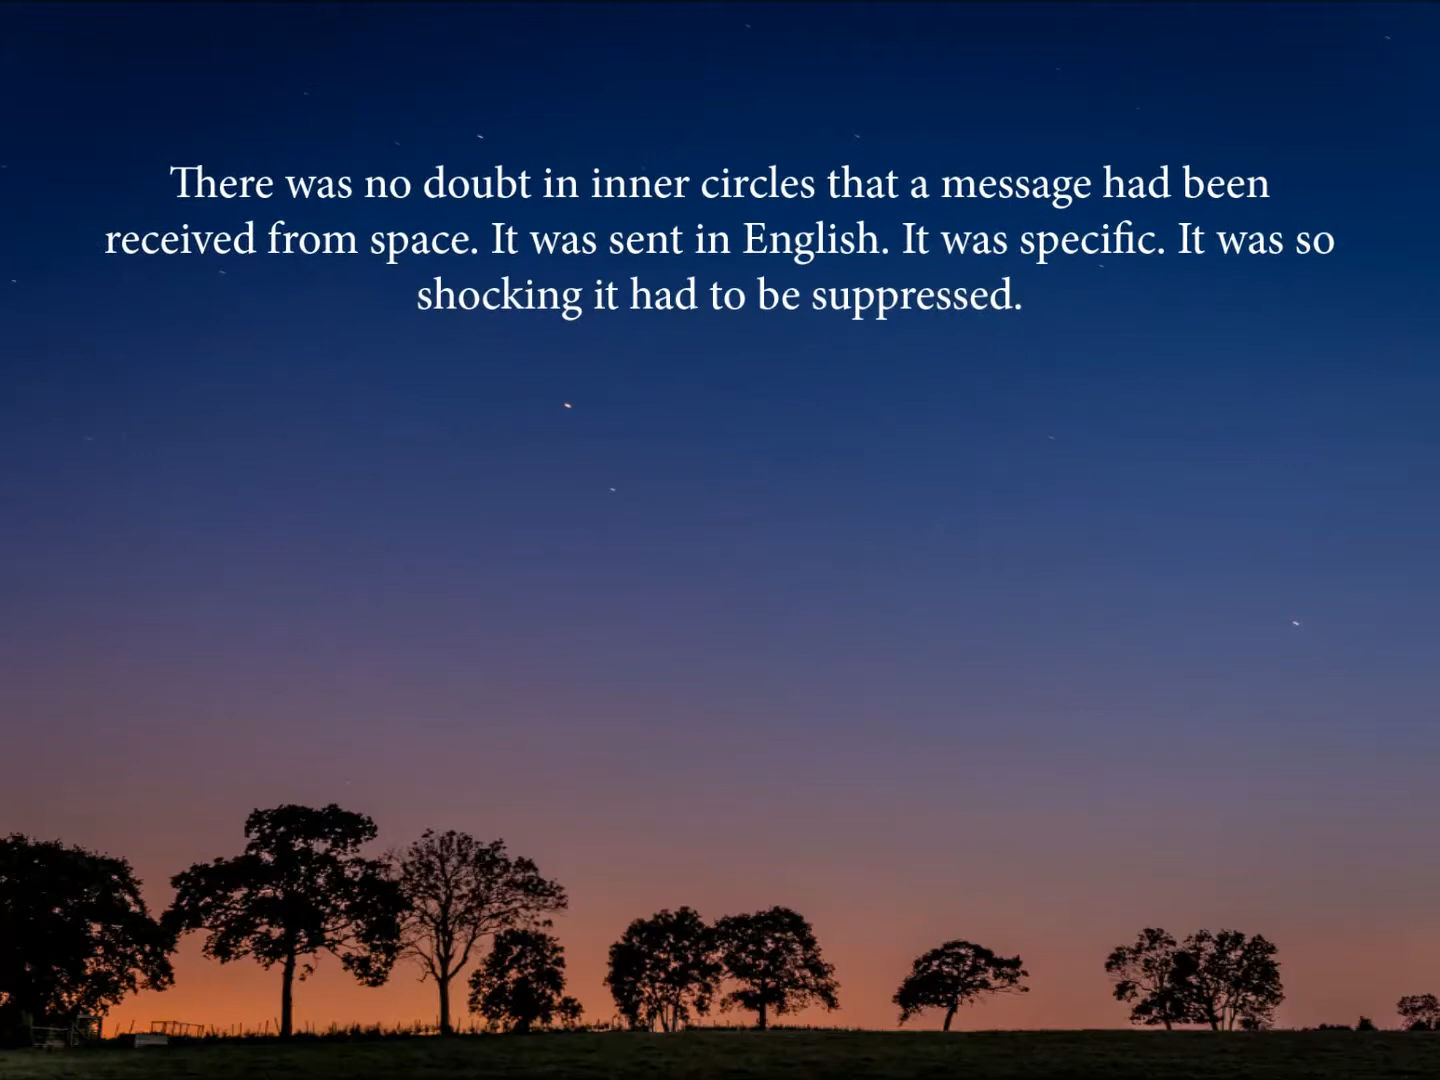 There was no doubt in inner circles that a message had been
received from space. It was sent in English. It was specific. It was so
shocking it had to be suppressed.